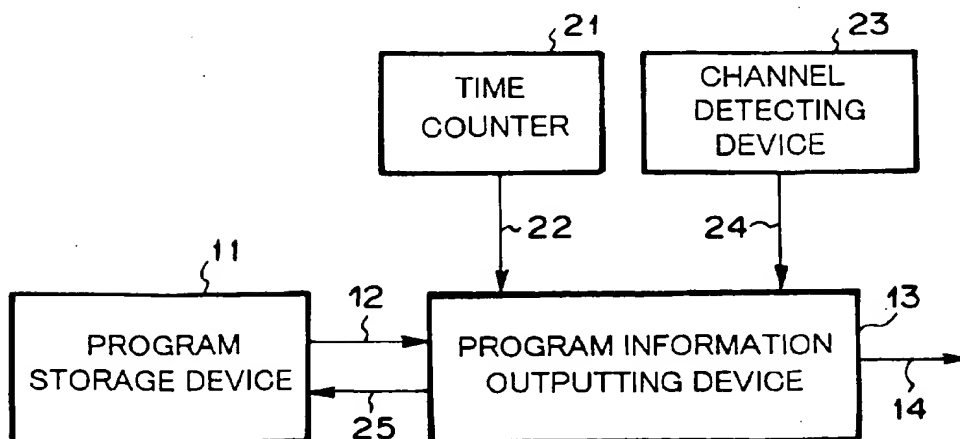 21
23
TIME
COUNTER
CHANNEL
DETECTING
DEVICE
22
24
11
12
13
PROGRAM
STORAGE DEVICE
PROGRAM INFORMATION
OUTPUTTING DEVICE
25
14